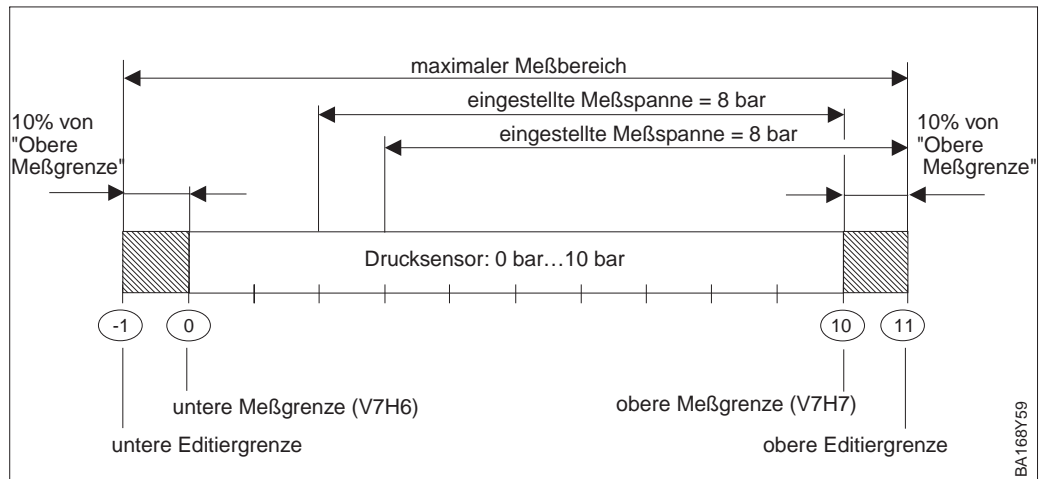 maximaler Meßbereich
eingestellte Meßspanne = 8 bar
eingestellte Meßspanne = 8 bar
10% von
"Obere
Meßgrenze"
10% von
"Obere
Meßgrenze"
Drucksensor: 0 bar…10 bar
-1 0 10 11
untere Meßgrenze (V7H6) obere Meßgrenze (V7H7)
untere Editiergrenze obere Editiergrenze
BA168Y59